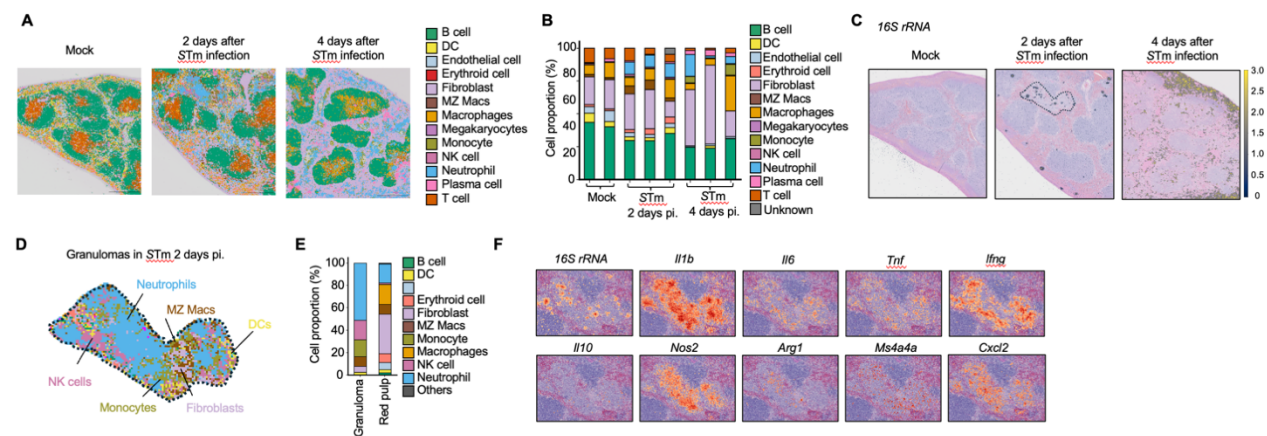 A
Mock
2 days after
STm infection
4 days after
STm infection
B cell
DC
Endothelial cell
Erythroid cell
Fibroblast
MZ Macs
Macrophages
Megakaryocytes
Monocyte
NK cell
Neutrophil
Plasma cell
T cell
B
Cell proportion (%)
100
80
60
40
20
0
Mock
STm
2 days pi.
STm
4 days pi.
B cell
DC
Endothelial cell
Erythroid cell
Fibroblast
MZ Macs
Macrophages
Megakaryocytes
Monocyte
NK cell
Neutrophil
Plasma cell
T cell
Unknown
C
16S rRNA
Mock
2 days after
STm infection
4 days after
STm infection
3.0
2.5
2.0
1.5
1.0
0.5
0
D
Granulomas in STm 2 days pi.
Neutrophils
MZ Macs
DCs
NK cells
Monocytes
Fibroblasts
E
Cell proportion (%)
100
80
60
40
20
0
Granuloma
Red pulp
B cell
DC
Erythroid cell
Fibroblast
MZ Macs
Monocyte
Macrophages
NK cell
Neutrophil
Others
F
16S rRNA
Il1b
Il6
Tnf
Ifng
Il10
Nos2
Arg1
Ms4a4a
Cxcl2